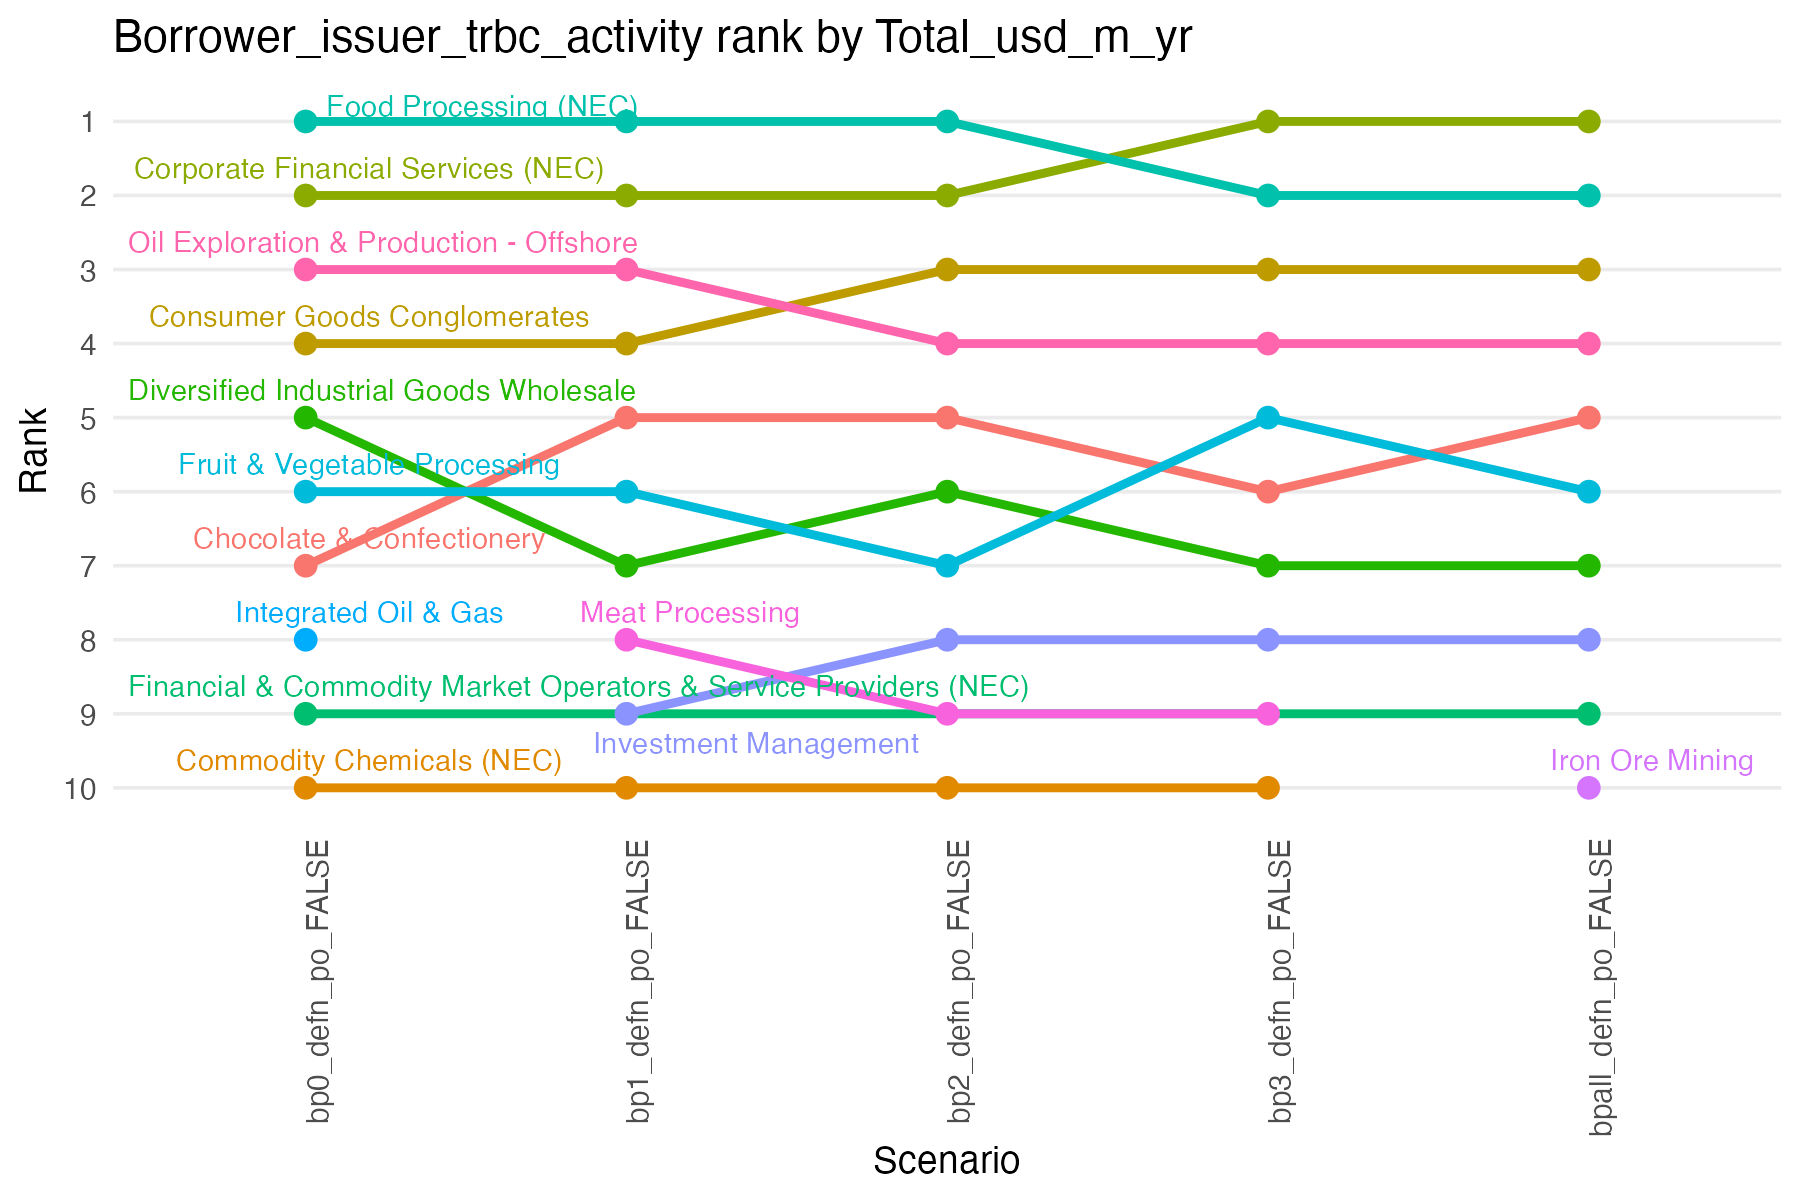 Borrower_issuer_trbc_activity rank by Total_usd_m_yr
Food Processing (NEC)
1
Corporate Financial Services (NEC)
2
Oil Exploration & Production - Offshore
3
Consumer Goods Conglomerates
4
Diversified Industrial Goods Wholesale
5
Fruit & Vegetable Processing
6
Chocolate & Confectionery
7
Integrated Oil & Gas
Meat Processing
8
Financial & Commodity Market Operators & Service Providers (NEC)
9
Investment Management
Commodity Chemicals (NEC)
Iron Ore Mining
10
Rank
bp0_defn_po_FALSE
bp1_defn_po_FALSE
bp2_defn_po_FALSE
bp3_defn_po_FALSE
bpall_defn_po_FALSE
Scenario